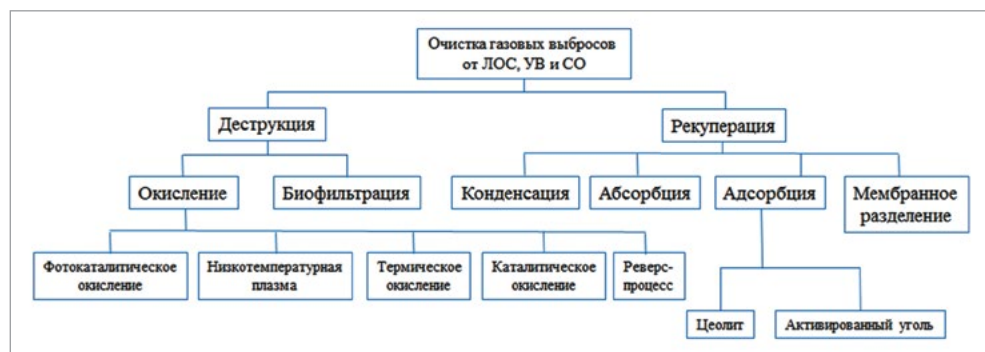 Очистка газовых выбросов
от ЛОС, УВ и СО
Деструкция
Рекуперация
Окисление
Биофильтрация
Конденсация
Абсорбция
Адсорбция
Мембранное
разделение
Фотокаталитическое
окисление
Низкотемпературная
плазма
Термическое
окисление
Каталитическое
окисление
Реверс-
процесс
Цеолит
Активированный уголь